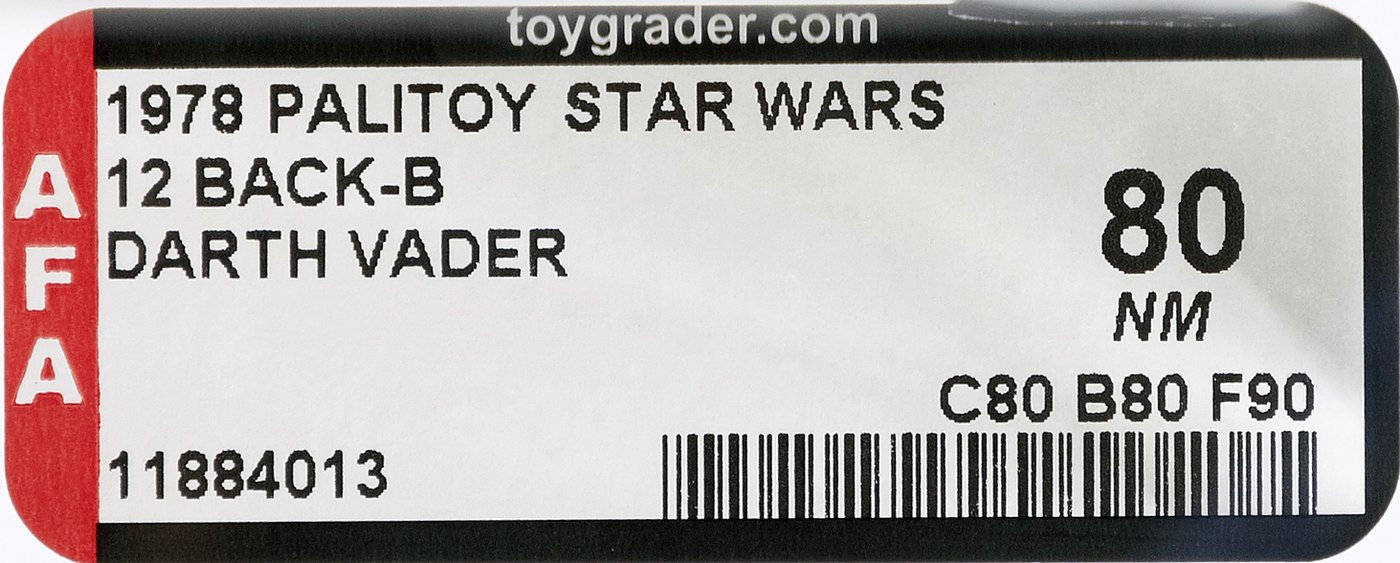 toygrader.com
AFA
1978 PALITOY STAR WARS
12 BACK-B
DARTH VADER
80
NM
C80 B80 F90
11884013